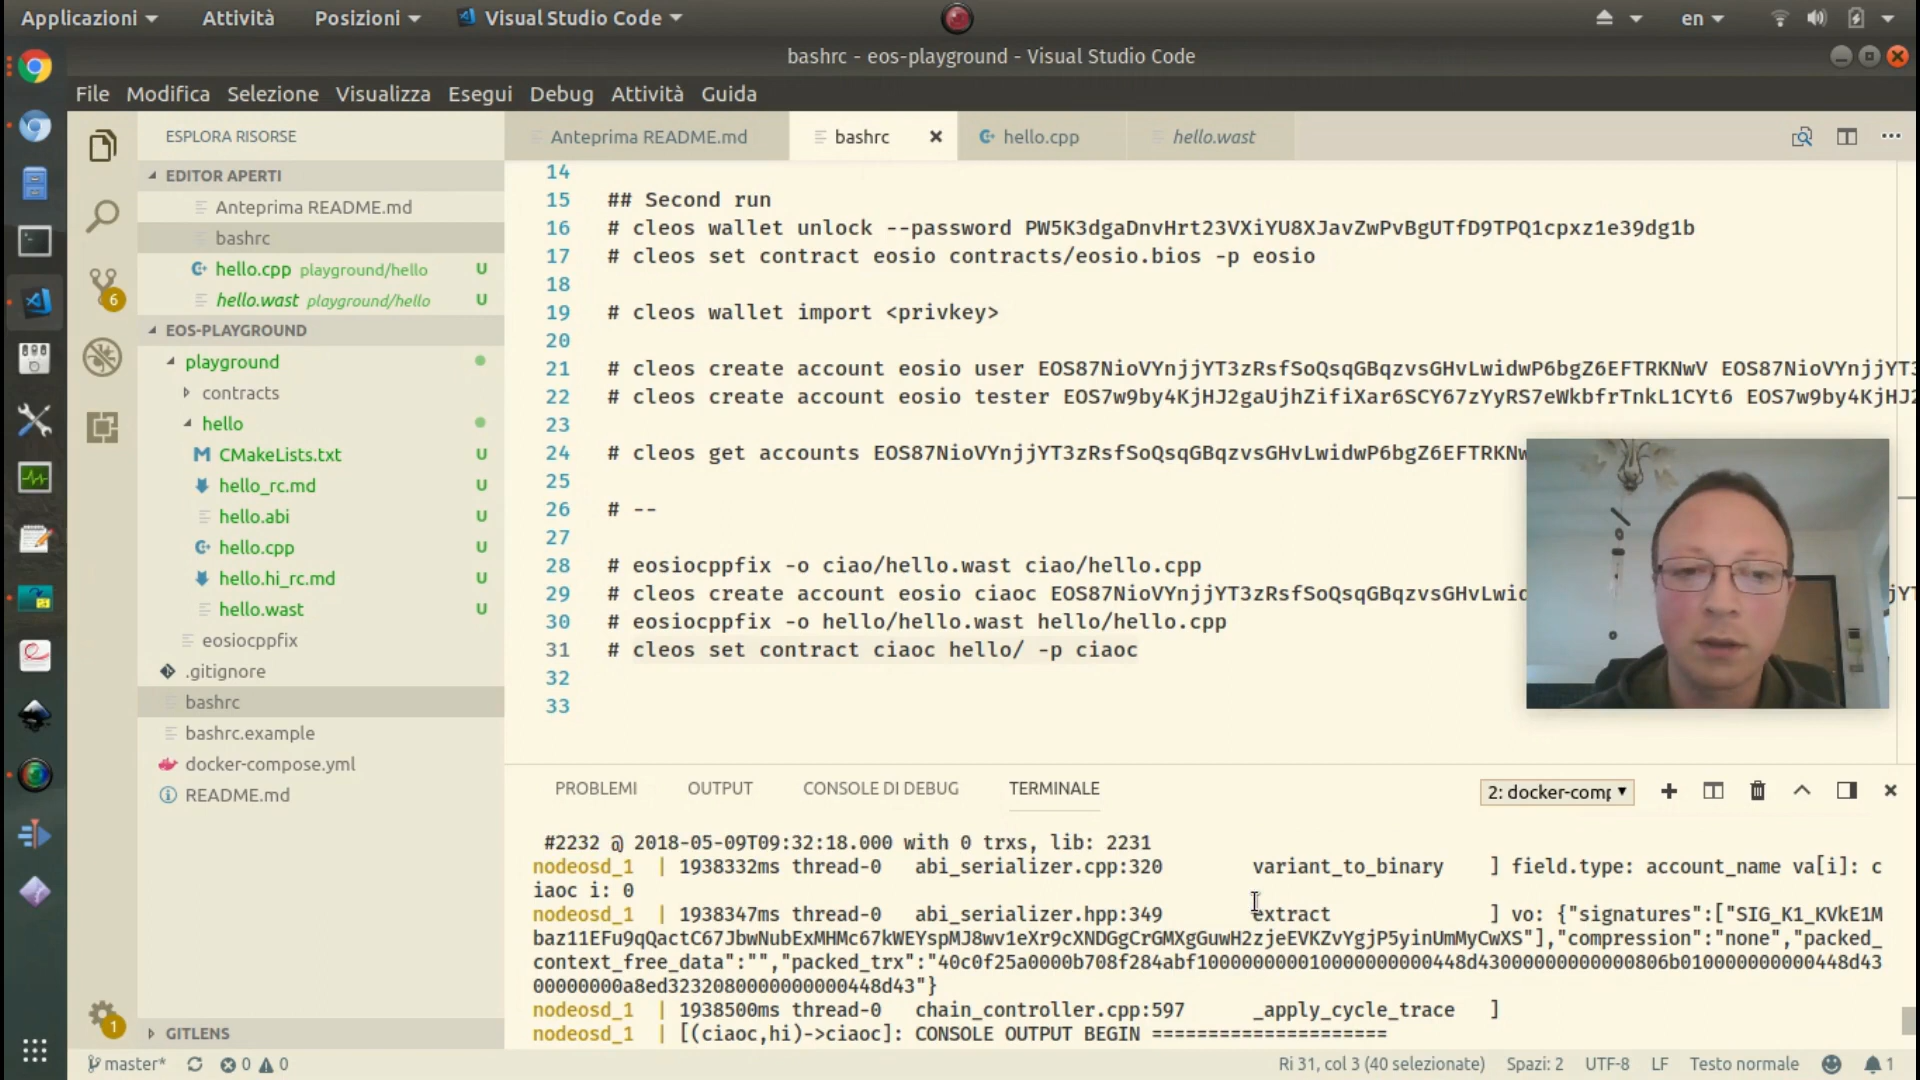 Applicazioni
Attività
Posizioni
Visual Studio Code
en
bashrc - eos-playground - Visual Studio Code
File Modifica Selezione Visualizza Esegui Debug Attività Guida
ESPLORA RISORSE
EDITOR APERTI
Anteprima README.md
bashrc
hello.cpp playground/hello U
hello.wast playground/hello U
6
EOS-PLAYGROUND
playground
contracts
hello
CMakeLists.txt U
hello_rc.md U
hello.abi U
hello.cpp U
hello.hi_rc.md U
hello.wast U
eosiocppfix
.gitignore
bashrc
bashrc.example
docker-compose.yml
README.md
1
GITLENS
Anteprima README.md
bashrc
hello.cpp
hello.wast
14
15 ## Second run
16 # cleos wallet unlock --password PW5K3dgaDnvHrt23VXiYU8XJavZwPvBgUTfD9TPQ1cpxz1e39dg1b
17 # cleos set contract eosio contracts/eosio.bios -p eosio
18
19 # cleos wallet import <privkey>
20
21 # cleos create account eosio user EOS87NioVYnjjYT3zRsfSoQsqGBqzvsGHvLwidwP6bgZ6EFTRKNwV EOS87NioVYnjjYT3
22 # cleos create account eosio tester EOS7w9by4KjHJ2gaUjhZifiXar6SCY67zYyRS7eWkbfrTnkL1CYt6 EOS7w9by4KjHJ2
23
24 # cleos get accounts EOS87NioVYnjjYT3zRsfSoQsqGBqzvsGHvLwidwP6bgZ6EFTRKNw
25
26 # --
27
28 # eosiocppfix -o ciao/hello.wast ciao/hello.cpp
29 # cleos create account eosio ciaoc EOS87NioVYnjjYT3zRsfSoQsqGBqzvsGHvLwid jYT
30 # eosiocppfix -o hello/hello.wast hello/hello.cpp
31 # cleos set contract ciaoc hello/ -p ciaoc
32
33
PROBLEMI OUTPUT CONSOLE DI DEBUG TERMINALE
2: docker-comp
#2232 @ 2018-05-09T09:32:18.000 with 0 trxs, lib: 2231
nodeosd_1 | 1938332ms thread-0 abi_serializer.cpp:320 variant_to_binary ] field.type: account_name va[i]: c
iaoc i: 0
nodeosd_1 | 1938347ms thread-0 abi_serializer.hpp:349 extract ] vo: {"signatures":["SIG_K1_KVkE1M
baz11EFu9qQactC67JbwNubExMHMc67kWEYspMJ8wv1eXr9cXNDGgCrGMXgGuwH2zjeEVKZvYgjP5yinUmMyCwXS"],"compression":"none","packed_
context_free_data":"","packed_trx":"40c0f25a0000b708f284abf1000000000010000000000448d43000000000000806b010000000000448d43
00000000a8ed3232080000000000448d43"}
nodeosd_1 | 1938500ms thread-0 chain_controller.cpp:597 _apply_cycle_trace ]
nodeosd_1 | [(ciaoc,hi)->ciaoc]: CONSOLE OUTPUT BEGIN =====================
master*
0 0
Ri 31, col 3 (40 selezionate) Spazi: 2 UTF-8 LF Testo normale 1